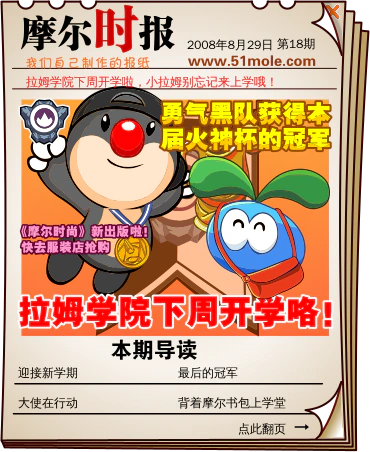 摩尔时报
2008年8月29日 第18期
我们自己制作的报纸
www.51mole.com
拉姆学院下周开学啦，小拉姆别忘记来上学哦！
勇气黑队获得本
届火神杯的冠军
《摩尔时尚》新出版啦!
快去服装店抢购
拉姆学院下周开学咯!
本期导读
迎接新学期
最后的冠军
大使在行动
背着摩尔书包上学堂
点此翻页 →